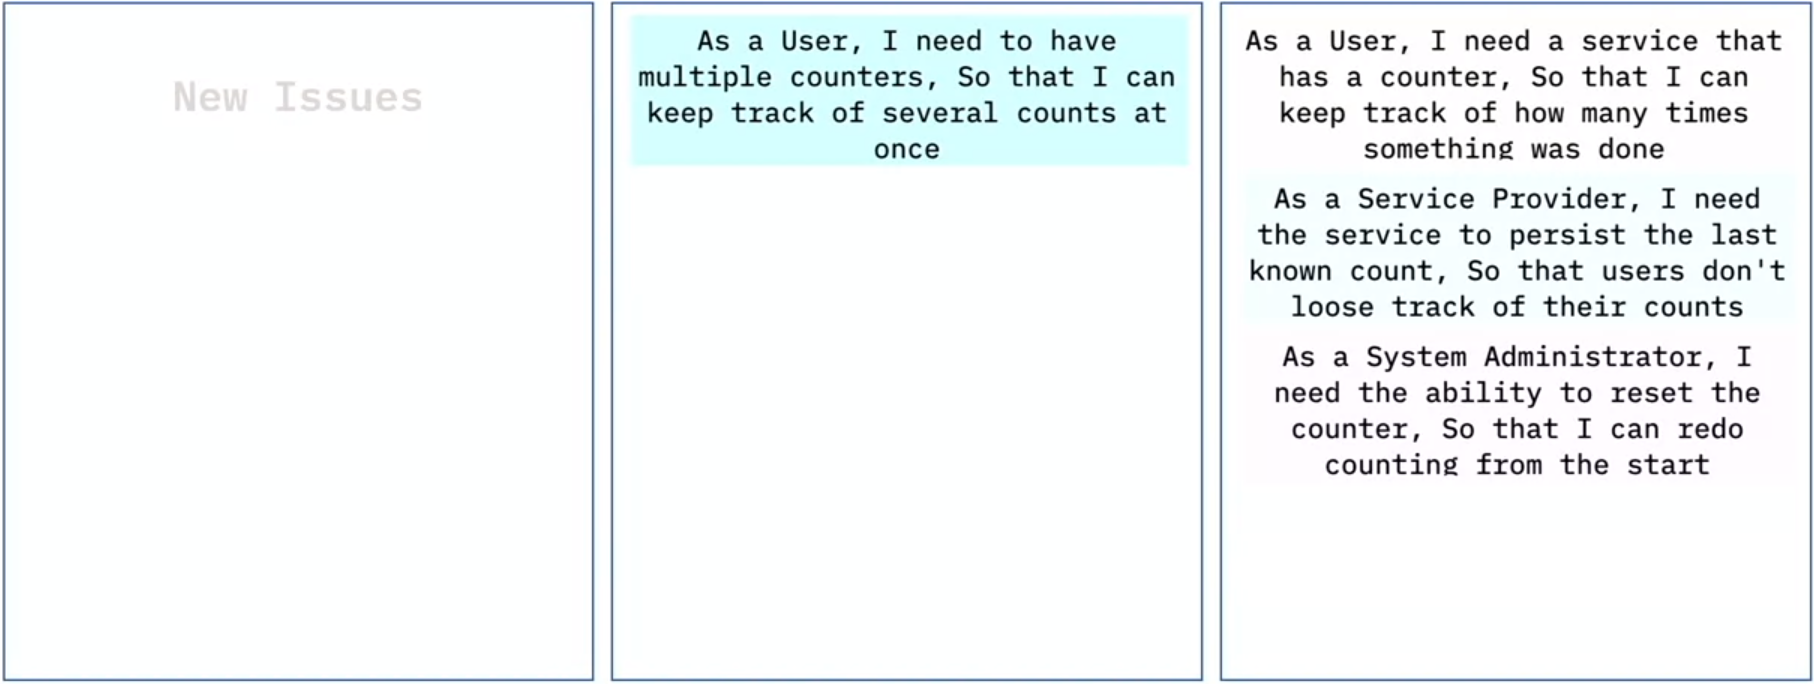 New Issues
As a User, I need to have
multiple counters, So that I can
keep track of several counts at
once
As a User, I need a service that
has a counter, So that I can
keep track of how many times
something was done
As a Service Provider, I need
the service to persist the last
known count, So that users don't
loose track of their counts
As a System Administrator, I
need the ability to reset the
counter, So that I can redo
counting from the start